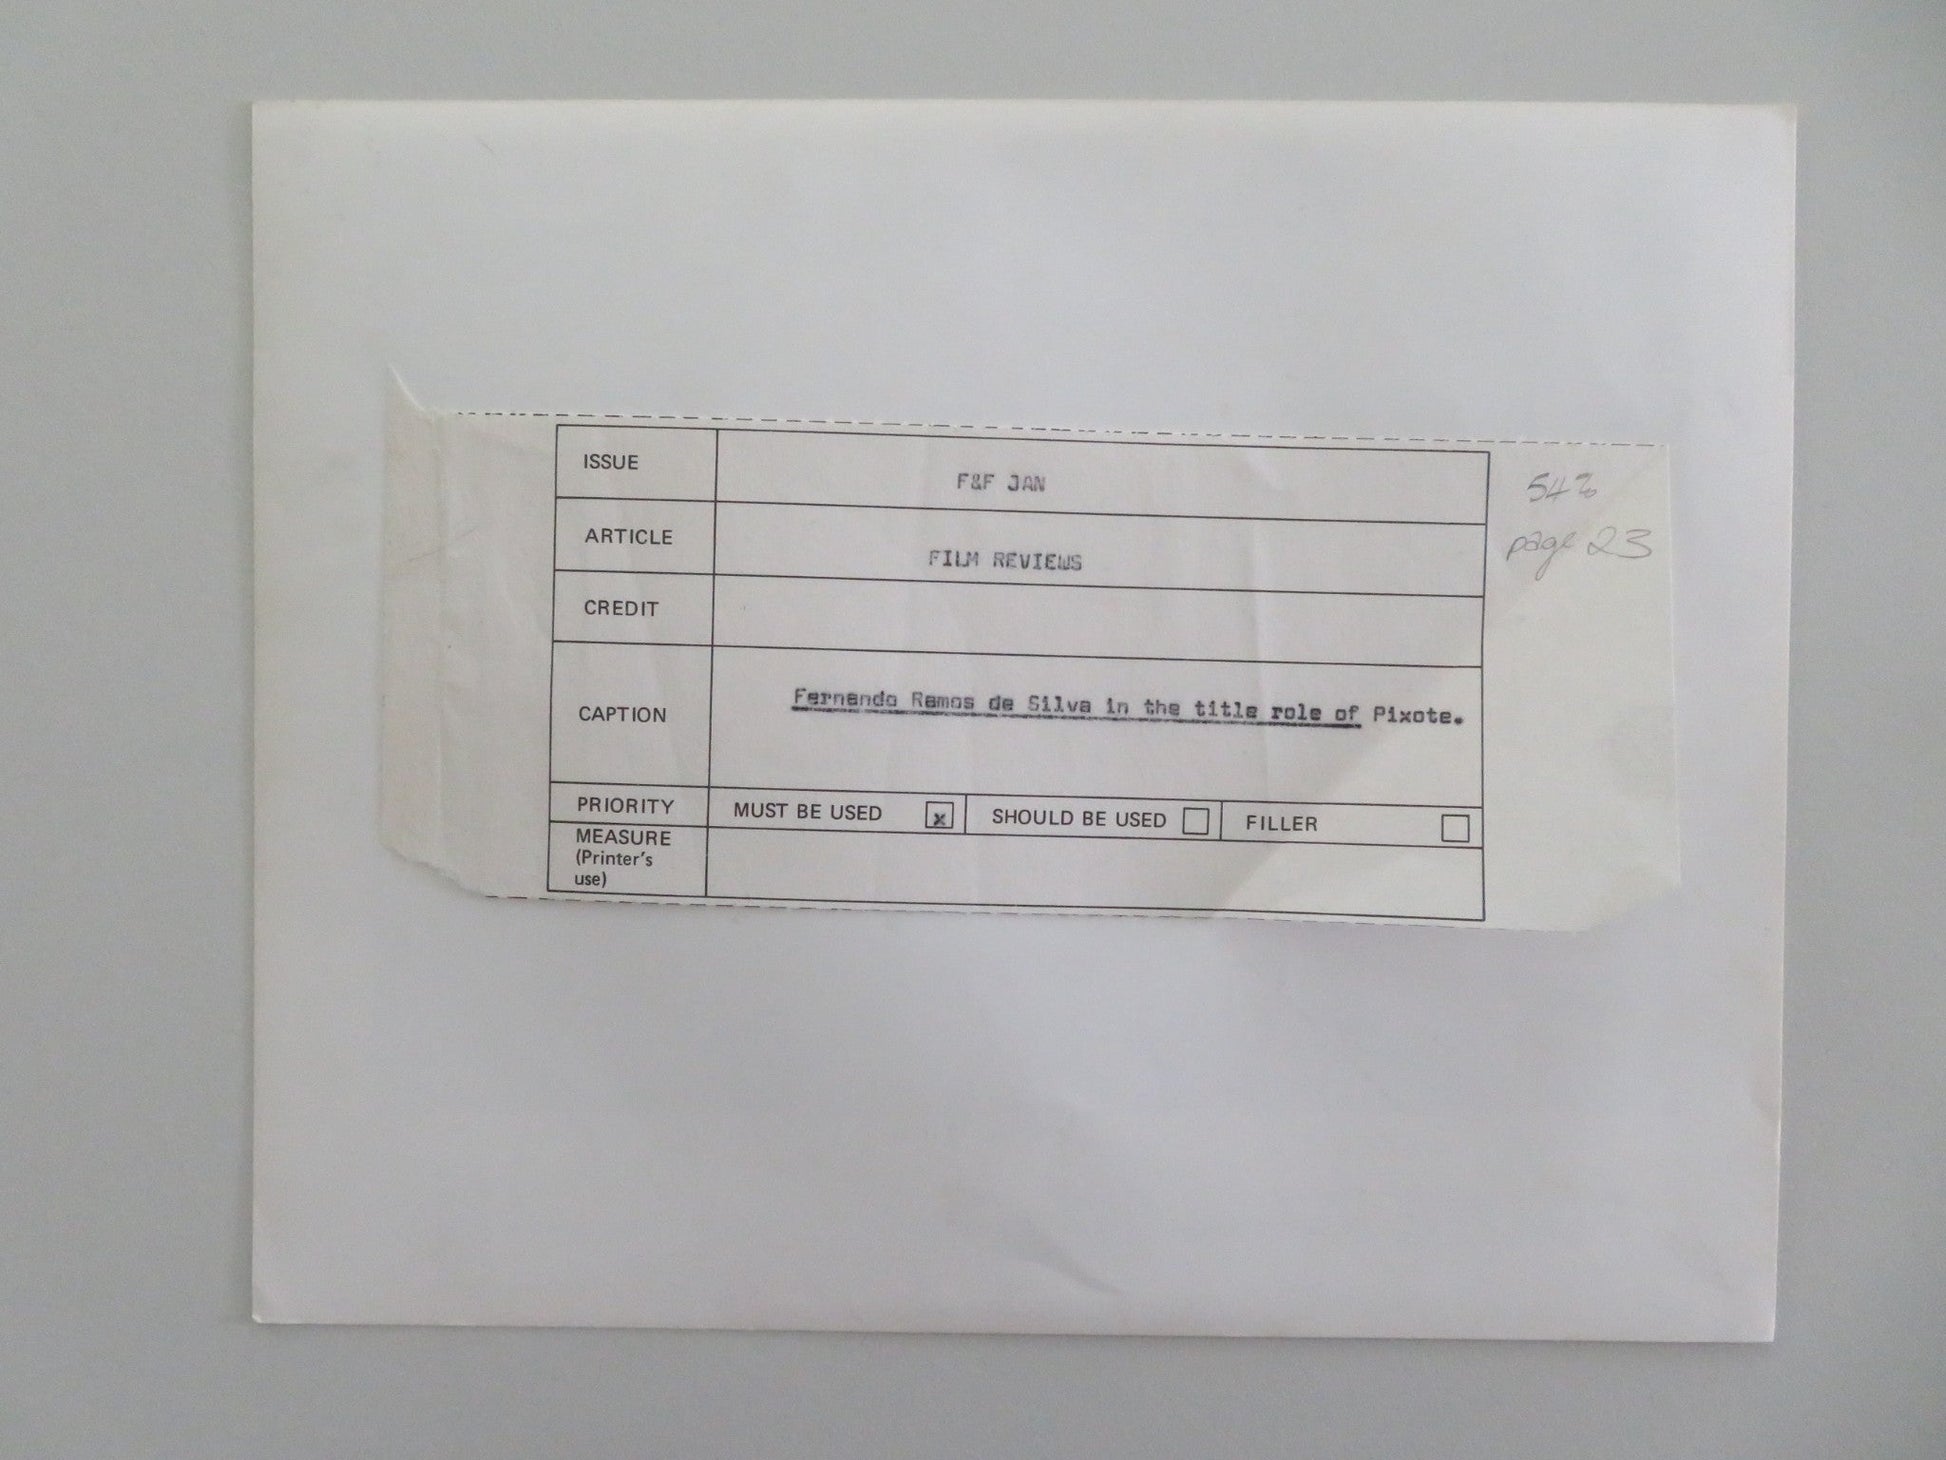 ISSUE F&F JAN
ARTICLE FILM REVIEWS
CREDIT
CAPTION Fernando Ramos de Silva in the title role of Pixote.
PRIORITY MUST BE USED x SHOULD BE USED FILLER
MEASURE
(Printer's
use)
54%
page 23